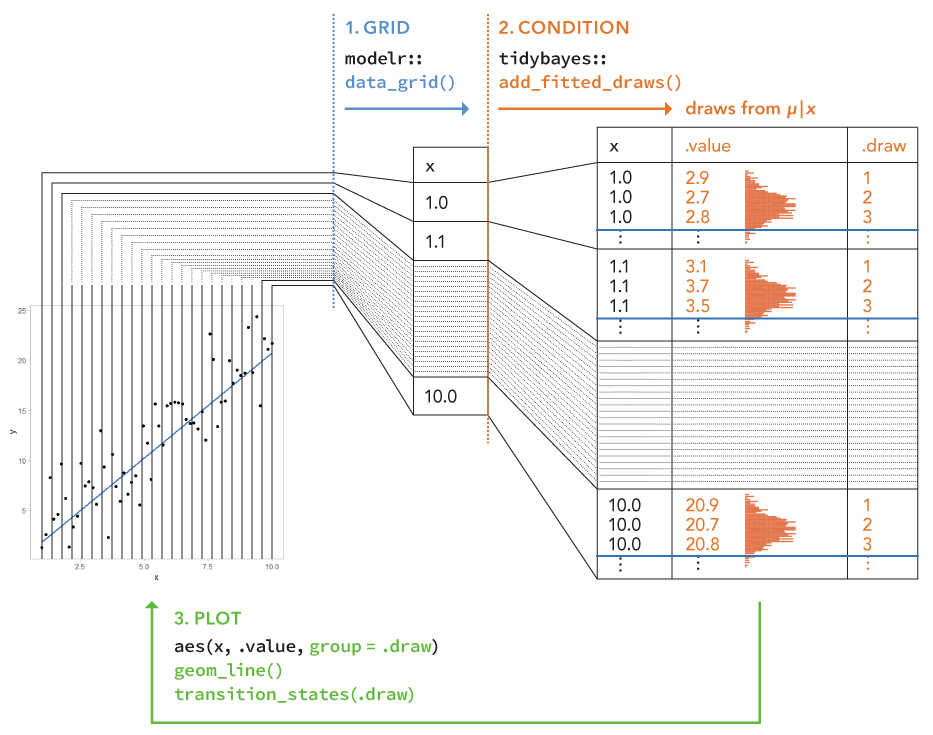 1. GRID
modelr::
data_grid()
2. CONDITION
tidybayes::
add_fitted_draws()
draws from μ|x
x
1.0
1.1
10.0
x .value .draw
1.0 2.9 1
1.0 2.7 2
1.0 2.8 3
⋮ ⋮ ⋮
1.1 3.1 1
1.1 3.7 2
1.1 3.5 3
⋮ ⋮ ⋮
10.0 20.9 1
10.0 20.7 2
10.0 20.8 3
⋮ ⋮ ⋮
25
20
15
10
5
y
2.5 5.0 7.5 10.0
x
3. PLOT
aes(x, .value, group = .draw)
geom_line()
transition_states(.draw)